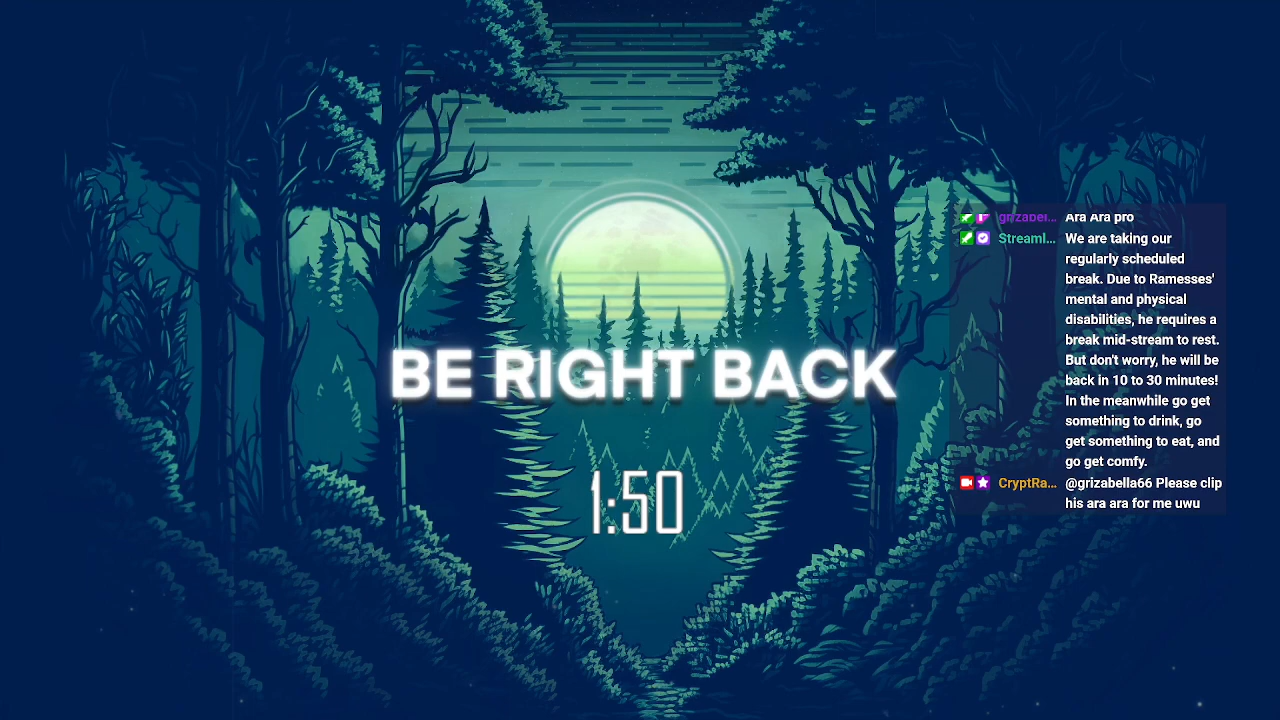 BE RIGHT BACK
1:50
grizabel... Ara Ara pro
Streaml... We are taking our
regularly scheduled
break. Due to Ramesses'
mental and physical
disabilities, he requires a
break mid-stream to rest.
But don't worry, he will be
back in 10 to 30 minutes!
In the meanwhile go get
something to drink, go
get something to eat, and
go get comfy.
CryptRa... @grizabella66 Please clip
his ara ara for me uwu